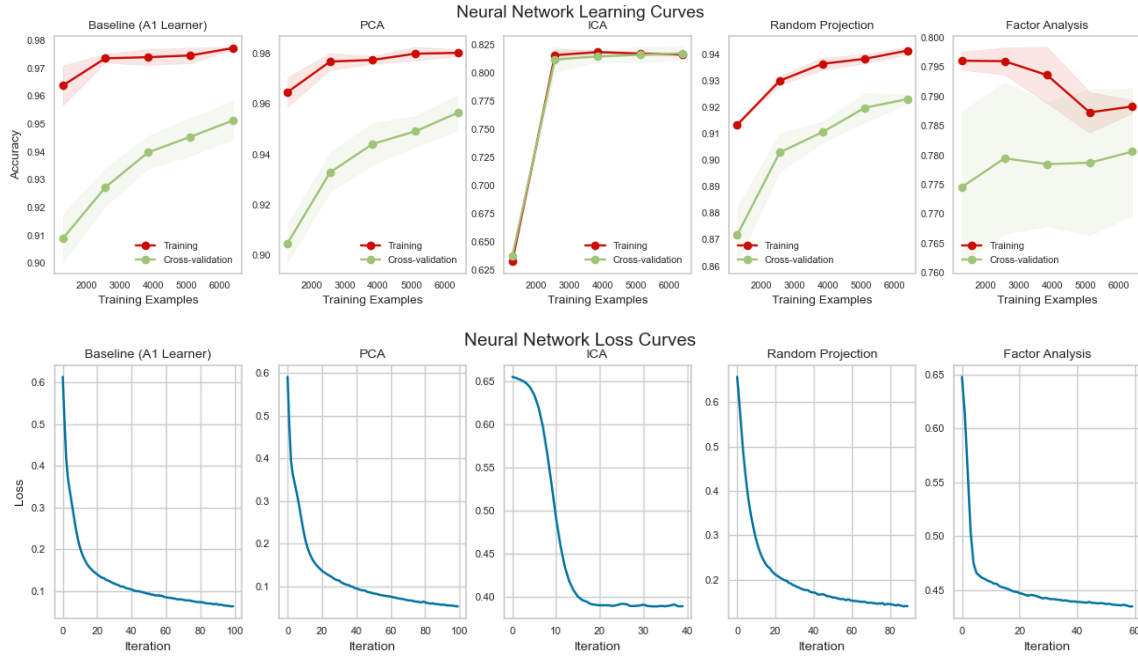 Neural Network Learning Curves
Baseline (A1 Learner)
PCA
ICA
Random Projection
Factor Analysis
Accuracy
0.98
0.97
0.96
0.95
0.94
0.93
0.92
0.91
0.90
Training
Cross-validation
2000 3000 4000 5000 6000
Training Examples
0.98
0.96
0.94
0.92
0.90
Training
Cross-validation
2000 3000 4000 5000 6000
Training Examples
0.825
0.800
0.775
0.750
0.725
0.700
0.675
0.650
0.625
Training
Cross-validation
2000 3000 4000 5000 6000
Training Examples
0.94
0.93
0.92
0.91
0.90
0.89
0.88
0.87
0.86
Training
Cross-validation
2000 3000 4000 5000 6000
Training Examples
0.800
0.795
0.790
0.785
0.780
0.775
0.770
0.765
0.760
Training
Cross-validation
2000 3000 4000 5000 6000
Training Examples
Neural Network Loss Curves
Baseline (A1 Learner)
PCA
ICA
Random Projection
Factor Analysis
Loss
0.6
0.5
0.4
0.3
0.2
0.1
0 20 40 60 80 100
Iteration
0.6
0.5
0.4
0.3
0.2
0.1
0 20 40 60 80 100
Iteration
0.65
0.60
0.55
0.50
0.45
0.40
0 10 20 30 40
Iteration
0.6
0.4
0.2
0 20 40 60 80
Iteration
0.65
0.60
0.55
0.50
0.45
0 20 40 60
Iteration